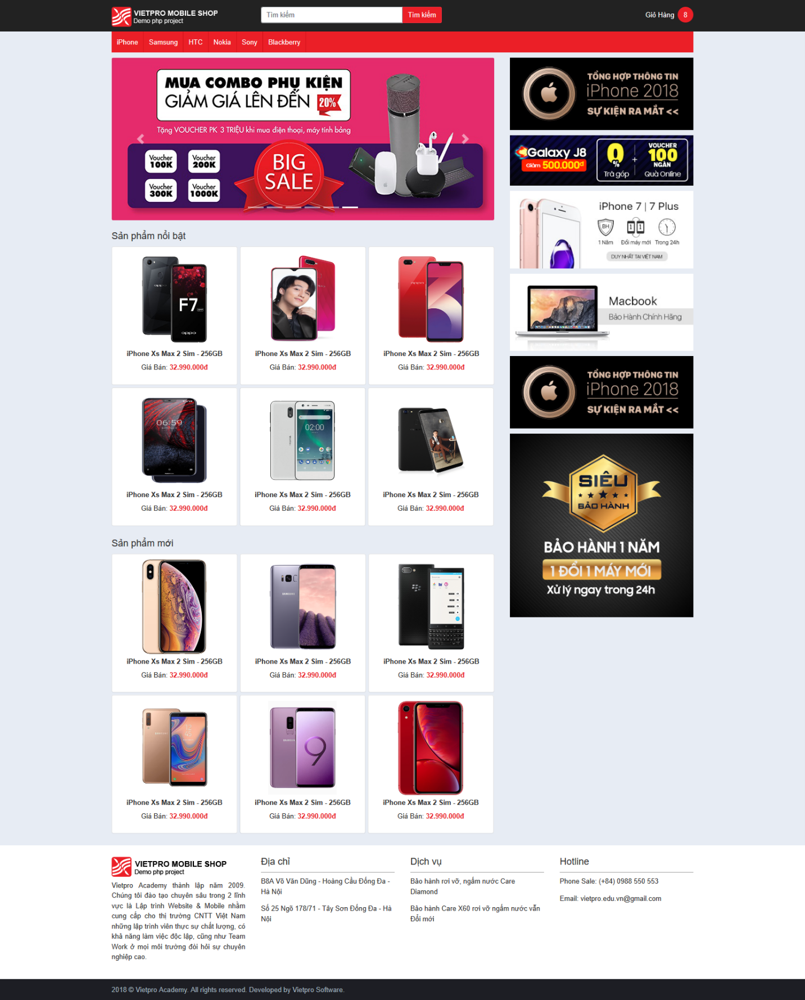 VIETPRO MOBILE SHOP
Demo php project
Tìm kiếm
Tìm kiếm
Giỏ Hàng 8
iPhone
Samsung
HTC
Nokia
Sony
Blackberry
MUA COMBO PHỤ KIỆN
GIẢM GIÁ LÊN ĐẾN 20%
Tặng VOUCHER PK 3 TRIỆU khi mua điện thoại, máy tính bảng
Voucher 100K
Voucher 200K
Voucher 300K
Voucher 1000K
BIG SALE
TỔNG HỢP THÔNG TIN
iPhone 2018
SỰ KIỆN RA MẮT <<
Galaxy J8
Giảm 500.000đ
0%
Trả góp
+
VOUCHER
100
NGÀN
Quà Online
iPhone 7 | 7 Plus
BH
1 1
1 Năm
Đổi máy mới
Trong 24h
DUY NHẤT TẠI VIỆT NAM
Macbook
Bảo Hành Chính Hãng
TỔNG HỢP THÔNG TIN
iPhone 2018
SỰ KIỆN RA MẮT <<
SIÊU
BẢO HÀNH
BẢO HÀNH 1 NĂM
1 ĐỔI 1 MÁY MỚI
Xử lý ngay trong 24h
Sản phẩm nổi bật
oppo
F7
oppo
iPhone Xs Max 2 Sim - 256GB
Giá Bán: 32.990.000đ
iPhone Xs Max 2 Sim - 256GB
Giá Bán: 32.990.000đ
oppo
iPhone Xs Max 2 Sim - 256GB
Giá Bán: 32.990.000đ
06:59
iPhone Xs Max 2 Sim - 256GB
Giá Bán: 32.990.000đ
02:00
iPhone Xs Max 2 Sim - 256GB
Giá Bán: 32.990.000đ
iPhone Xs Max 2 Sim - 256GB
Giá Bán: 32.990.000đ
Sản phẩm mới
iPhone Xs Max 2 Sim - 256GB
Giá Bán: 32.990.000đ
SAMSUNG
iPhone Xs Max 2 Sim - 256GB
Giá Bán: 32.990.000đ
iPhone Xs Max 2 Sim - 256GB
Giá Bán: 32.990.000đ
SAMSUNG
12
45
iPhone Xs Max 2 Sim - 256GB
Giá Bán: 32.990.000đ
SAMSUNG
9
iPhone Xs Max 2 Sim - 256GB
Giá Bán: 32.990.000đ
iPhone Xs Max 2 Sim - 256GB
Giá Bán: 32.990.000đ
VIETPRO MOBILE SHOP
Demo php project
Vietpro Academy thành lập năm 2009.
Chúng tôi đào tạo chuyên sâu trong 2 lĩnh
vực là Lập trình Website & Mobile nhằm
cung cấp cho thị trường CNTT Việt Nam
những lập trình viên thực sự chất lượng, có
khả năng làm việc độc lập, cũng như Team
Work ở mọi môi trường đòi hỏi sự chuyên
nghiệp cao.
Địa chỉ
B8A Võ Văn Dũng - Hoàng Cầu Đống Đa -
Hà Nội
Số 25 Ngõ 178/71 - Tây Sơn Đống Đa - Hà
Nội
Dịch vụ
Bảo hành rơi vỡ, ngấm nước Care
Diamond
Bảo hành Care X60 rơi vỡ ngấm nước vẫn
Đổi mới
Hotline
Phone Sale: (+84) 0988 550 553
Email: vietpro.edu.vn@gmail.com
2018 © Vietpro Academy. All rights reserved. Developed by Vietpro Software.